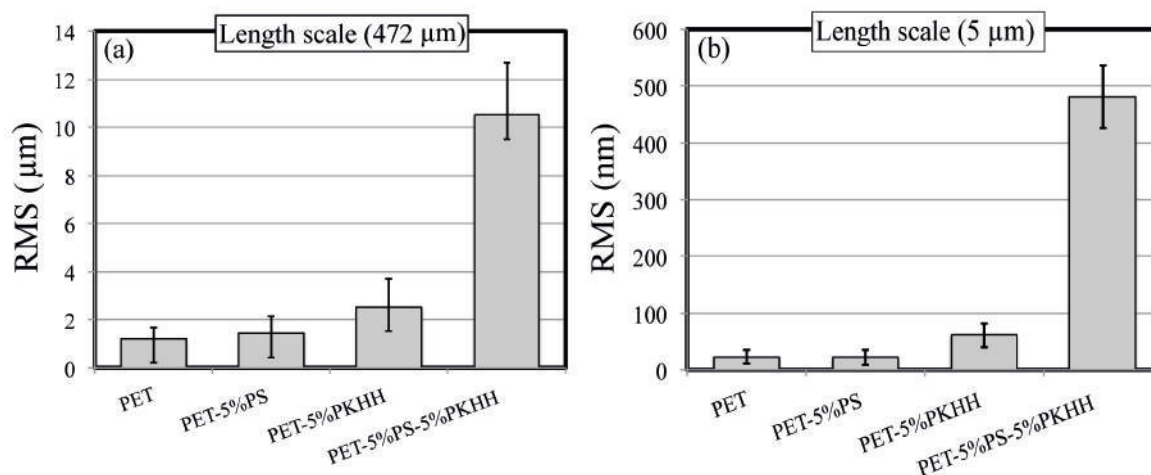 Length scale (472 µm)
(a)
RMS (µm)
14
12
10
8
6
4
2
0
PET
PET-5%PS
PET-5%PKHH
PET-5%PS-5%PKHH
Length scale (5 µm)
(b)
RMS (nm)
600
500
400
300
200
100
0
PET
PET-5%PS
PET-5%PKHH
PET-5%PS-5%PKHH